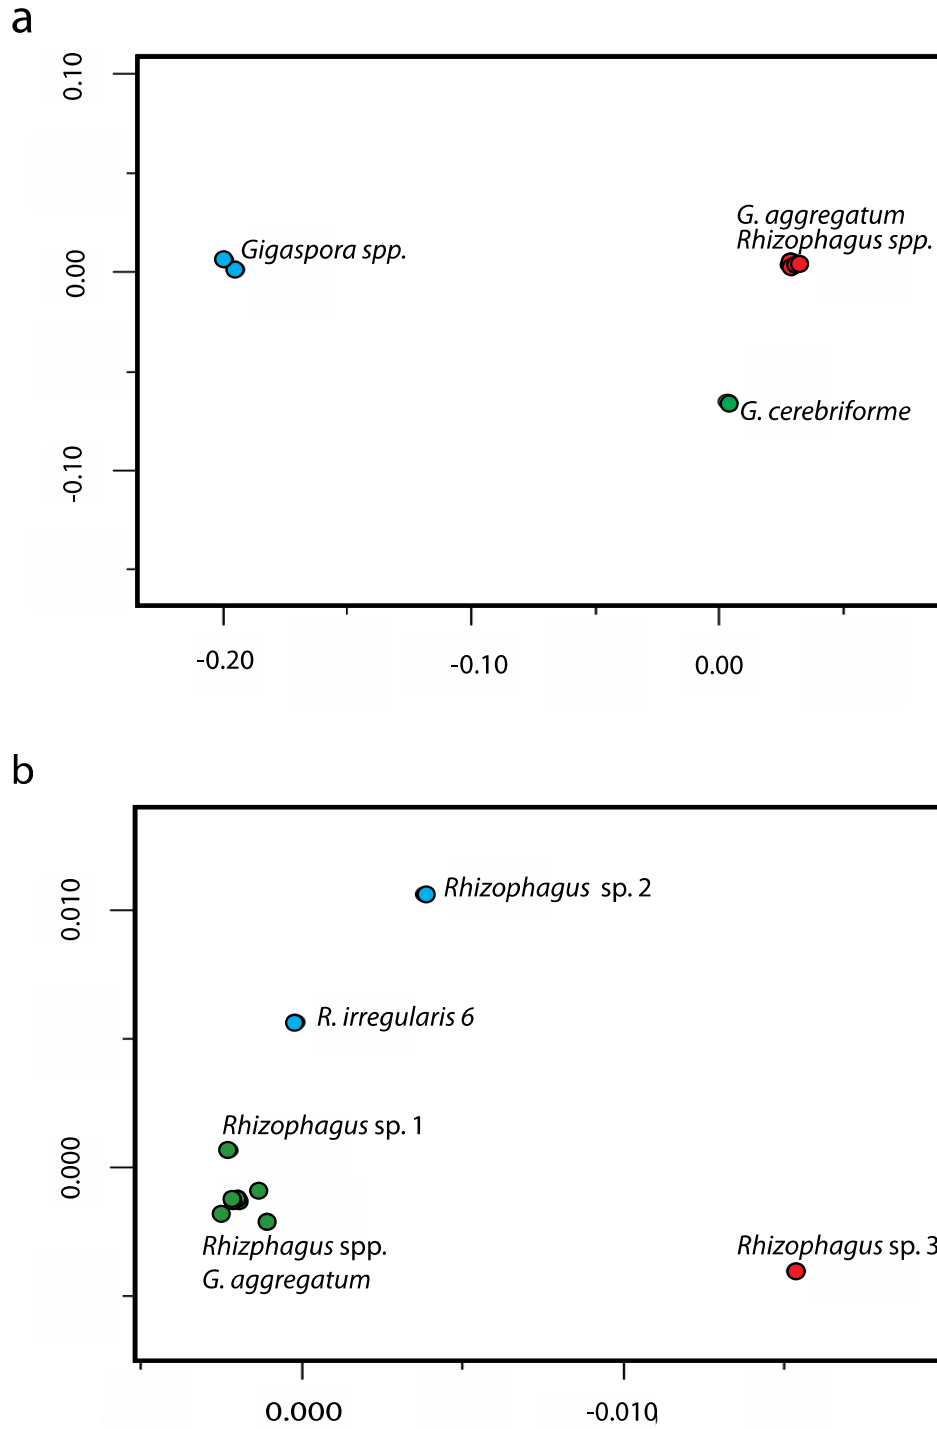 a
0.10
0.00
-0.10
Gigaspora spp.
G. aggregatum
Rhizophagus spp.
G. cerebriforme
-0.20
-0.10
0.00
b
0.010
0.000
Rhizophagus sp. 2
R. irregularis 6
Rhizophagus sp. 1
Rhizphagus spp.
G. aggregatum
Rhizophagus sp. 3
0.000
-0.010